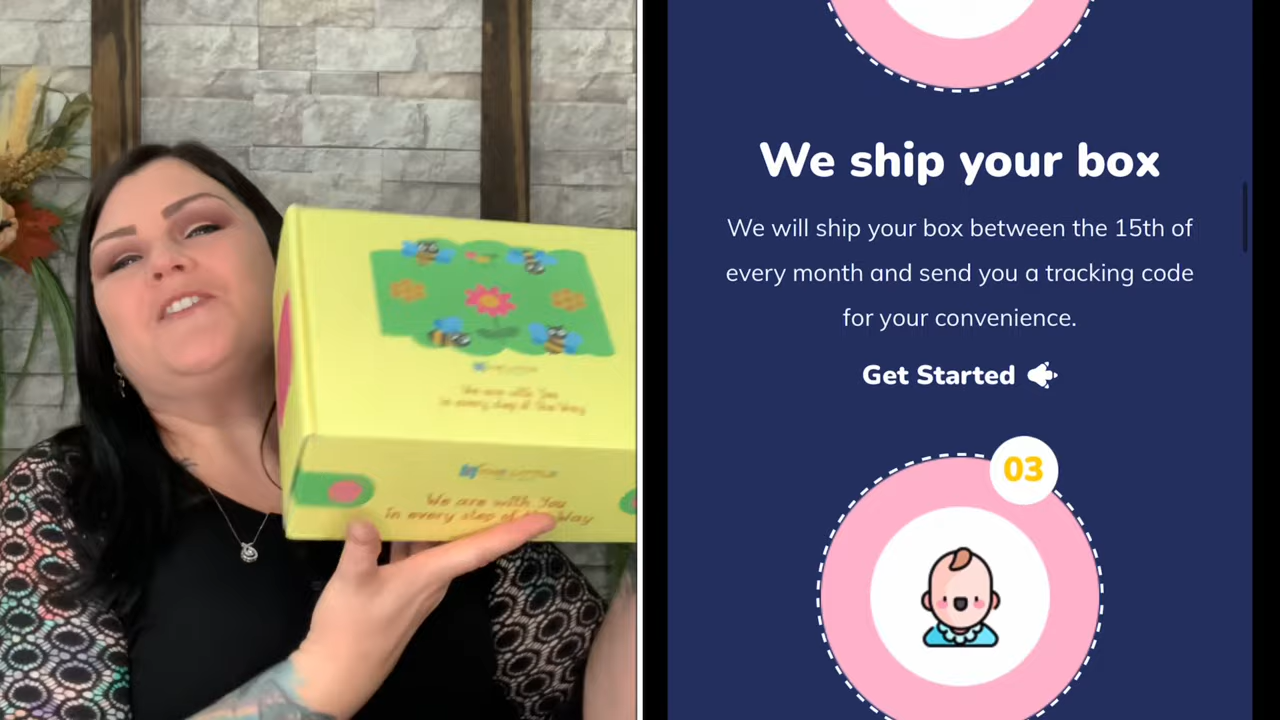 We are with You
in every step of the Way
We are with You
in every step of the Way
We ship your box
We will ship your box between the 15th of
every month and send you a tracking code
for your convenience.
Get Started
03